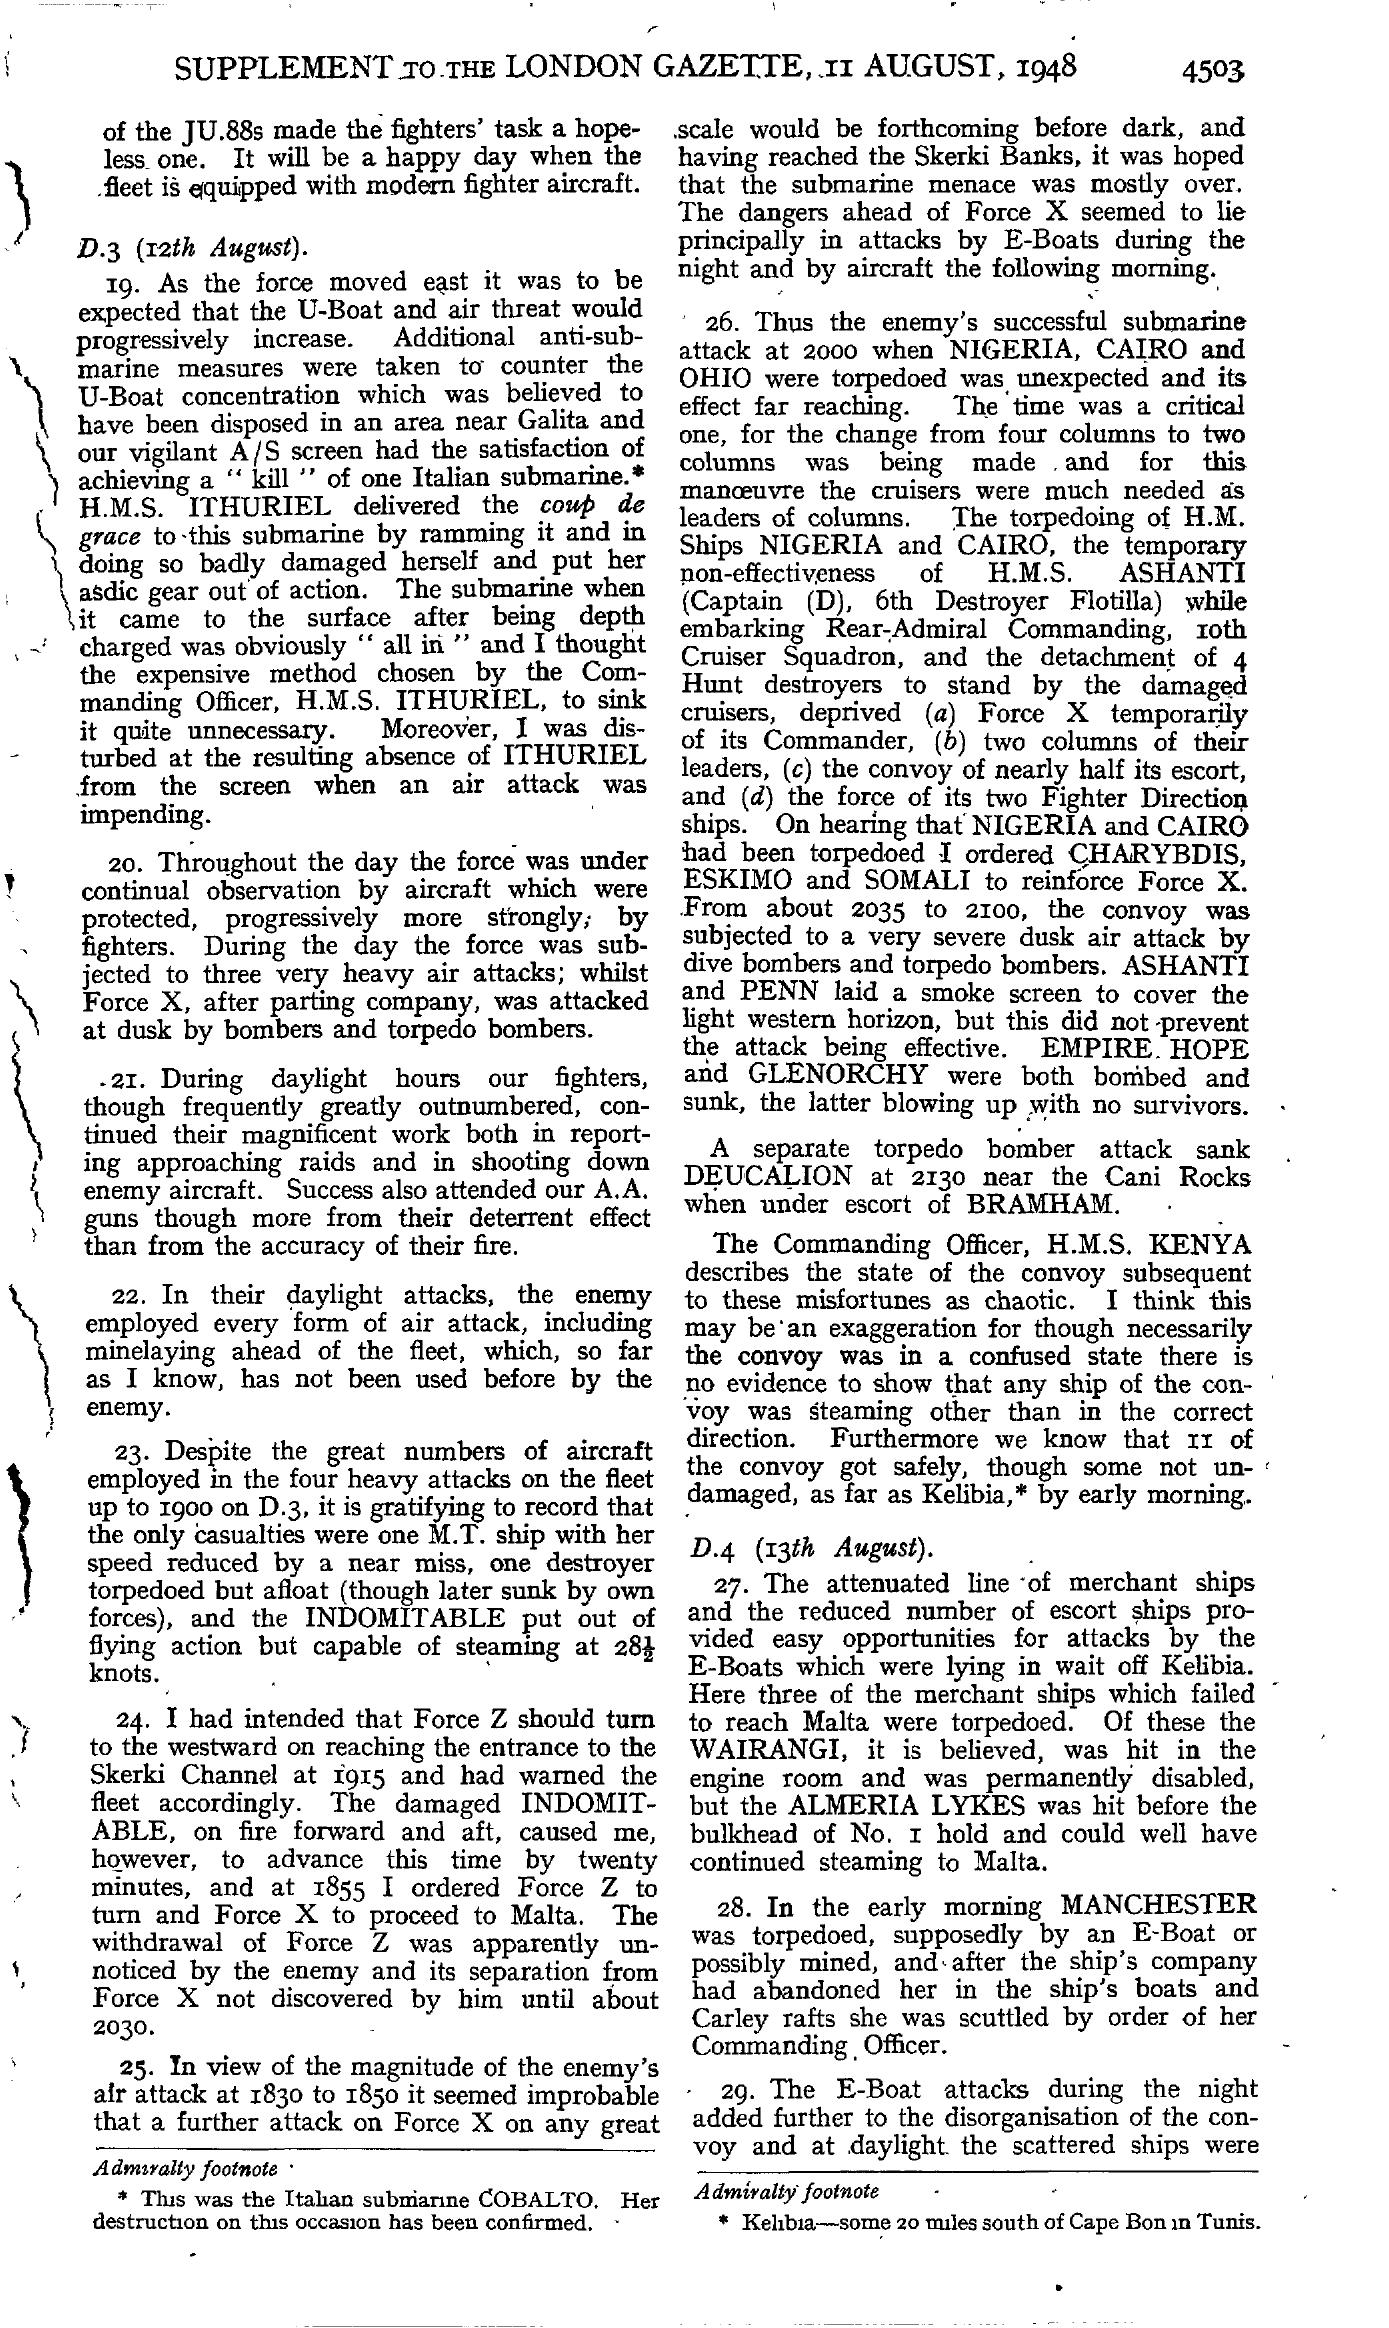 SUPPLEMENT TO THE LONDON GAZETTE, 11 AUGUST, 1948 4503
of the JU.88s made the fighters' task a hope-
less one. It will be a happy day when the
fleet is equipped with modern fighter aircraft.
D.3 (12th August).
19. As the force moved east it was to be
expected that the U-Boat and air threat would
progressively increase. Additional anti-sub-
marine measures were taken to counter the
U-Boat concentration which was believed to
have been disposed in an area near Galita and
our vigilant A/S screen had the satisfaction of
achieving a " kill " of one Italian submarine.*
H.M.S. ITHURIEL delivered the coup de
grace to this submarine by ramming it and in
doing so badly damaged herself and put her
asdic gear out of action. The submarine when
it came to the surface after being depth
charged was obviously " all in " and I thought
the expensive method chosen by the Com-
manding Officer, H.M.S. ITHURIEL, to sink
it quite unnecessary. Moreover, I was dis-
turbed at the resulting absence of ITHURIEL
from the screen when an air attack was
impending.
20. Throughout the day the force was under
continual observation by aircraft which were
protected, progressively more strongly, by
fighters. During the day the force was sub-
jected to three very heavy air attacks; whilst
Force X, after parting company, was attacked
at dusk by bombers and torpedo bombers.
21. During daylight hours our fighters,
though frequently greatly outnumbered, con-
tinued their magnificent work both in report-
ing approaching raids and in shooting down
enemy aircraft. Success also attended our A.A.
guns though more from their deterrent effect
than from the accuracy of their fire.
22. In their daylight attacks, the enemy
employed every form of air attack, including
minelaying ahead of the fleet, which, so far
as I know, has not been used before by the
enemy.
23. Despite the great numbers of aircraft
employed in the four heavy attacks on the fleet
up to 1900 on D.3, it is gratifying to record that
the only casualties were one M.T. ship with her
speed reduced by a near miss, one destroyer
torpedoed but afloat (though later sunk by own
forces), and the INDOMITABLE put out of
flying action but capable of steaming at 28½
knots.
24. I had intended that Force Z should turn
to the westward on reaching the entrance to the
Skerki Channel at 1915 and had warned the
fleet accordingly. The damaged INDOMIT-
ABLE, on fire forward and aft, caused me,
however, to advance this time by twenty
minutes, and at 1855 I ordered Force Z to
turn and Force X to proceed to Malta. The
withdrawal of Force Z was apparently un-
noticed by the enemy and its separation from
Force X not discovered by him until about
2030.
25. In view of the magnitude of the enemy's
air attack at 1830 to 1850 it seemed improbable
that a further attack on Force X on any great
Admiralty footnote
* This was the Italian submarine COBALTO. Her
destruction on this occasion has been confirmed.
scale would be forthcoming before dark, and
having reached the Skerki Banks, it was hoped
that the submarine menace was mostly over.
The dangers ahead of Force X seemed to lie
principally in attacks by E-Boats during the
night and by aircraft the following morning.
26. Thus the enemy's successful submarine
attack at 2000 when NIGERIA, CAIRO and
OHIO were torpedoed was unexpected and its
effect far reaching. The time was a critical
one, for the change from four columns to two
columns was being made and for this
manœuvre the cruisers were much needed as
leaders of columns. The torpedoing of H.M.
Ships NIGERIA and CAIRO, the temporary
non-effectiveness of H.M.S. ASHANTI
(Captain (D), 6th Destroyer Flotilla) while
embarking Rear-Admiral Commanding, 10th
Cruiser Squadron, and the detachment of 4
Hunt destroyers to stand by the damaged
cruisers, deprived (a) Force X temporarily
of its Commander, (b) two columns of their
leaders, (c) the convoy of nearly half its escort,
and (d) the force of its two Fighter Direction
ships. On hearing that NIGERIA and CAIRO
had been torpedoed I ordered CHARYBDIS,
ESKIMO and SOMALI to reinforce Force X.
From about 2035 to 2100, the convoy was
subjected to a very severe dusk air attack by
dive bombers and torpedo bombers. ASHANTI
and PENN laid a smoke screen to cover the
light western horizon, but this did not prevent
the attack being effective. EMPIRE HOPE
and GLENORCHY were both bombed and
sunk, the latter blowing up with no survivors.
A separate torpedo bomber attack sank
DEUCALION at 2130 near the Cani Rocks
when under escort of BRAMHAM.
The Commanding Officer, H.M.S. KENYA
describes the state of the convoy subsequent
to these misfortunes as chaotic. I think this
may be an exaggeration for though necessarily
the convoy was in a confused state there is
no evidence to show that any ship of the con-
voy was steaming other than in the correct
direction. Furthermore we know that 11 of
the convoy got safely, though some not un-
damaged, as far as Kelibia,* by early morning.
D.4 (13th August).
27. The attenuated line of merchant ships
and the reduced number of escort ships pro-
vided easy opportunities for attacks by the
E-Boats which were lying in wait off Kelibia.
Here three of the merchant ships which failed
to reach Malta were torpedoed. Of these the
WAIRANGI, it is believed, was hit in the
engine room and was permanently disabled,
but the ALMERIA LYKES was hit before the
bulkhead of No. 1 hold and could well have
continued steaming to Malta.
28. In the early morning MANCHESTER
was torpedoed, supposedly by an E-Boat or
possibly mined, and after the ship's company
had abandoned her in the ship's boats and
Carley rafts she was scuttled by order of her
Commanding Officer.
29. The E-Boat attacks during the night
added further to the disorganisation of the con-
voy and at daylight the scattered ships were
Admiralty footnote
* Kelibia—some 20 miles south of Cape Bon in Tunis.